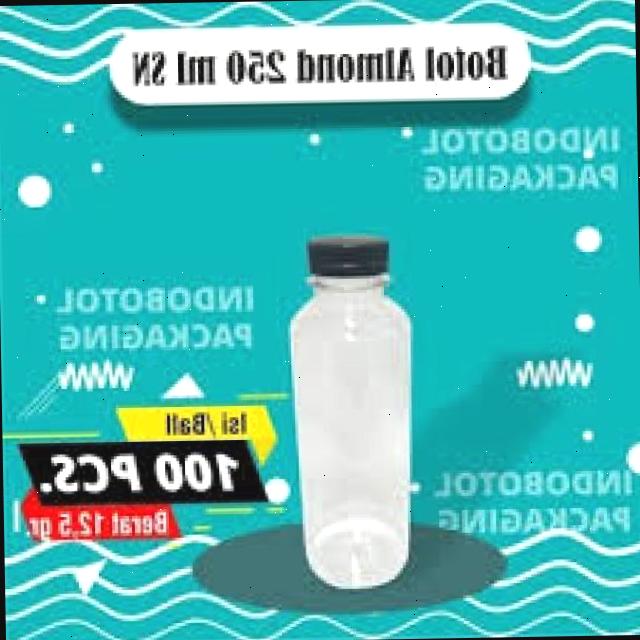 Botol Almond 250 ml SN
INDOBOTOL
PACKAGING
INDOBOTOL
PACKAGING
Isi/Ball
100 PCS.
Berat 12.5 gr
INDOBOTOL
PACKAGING